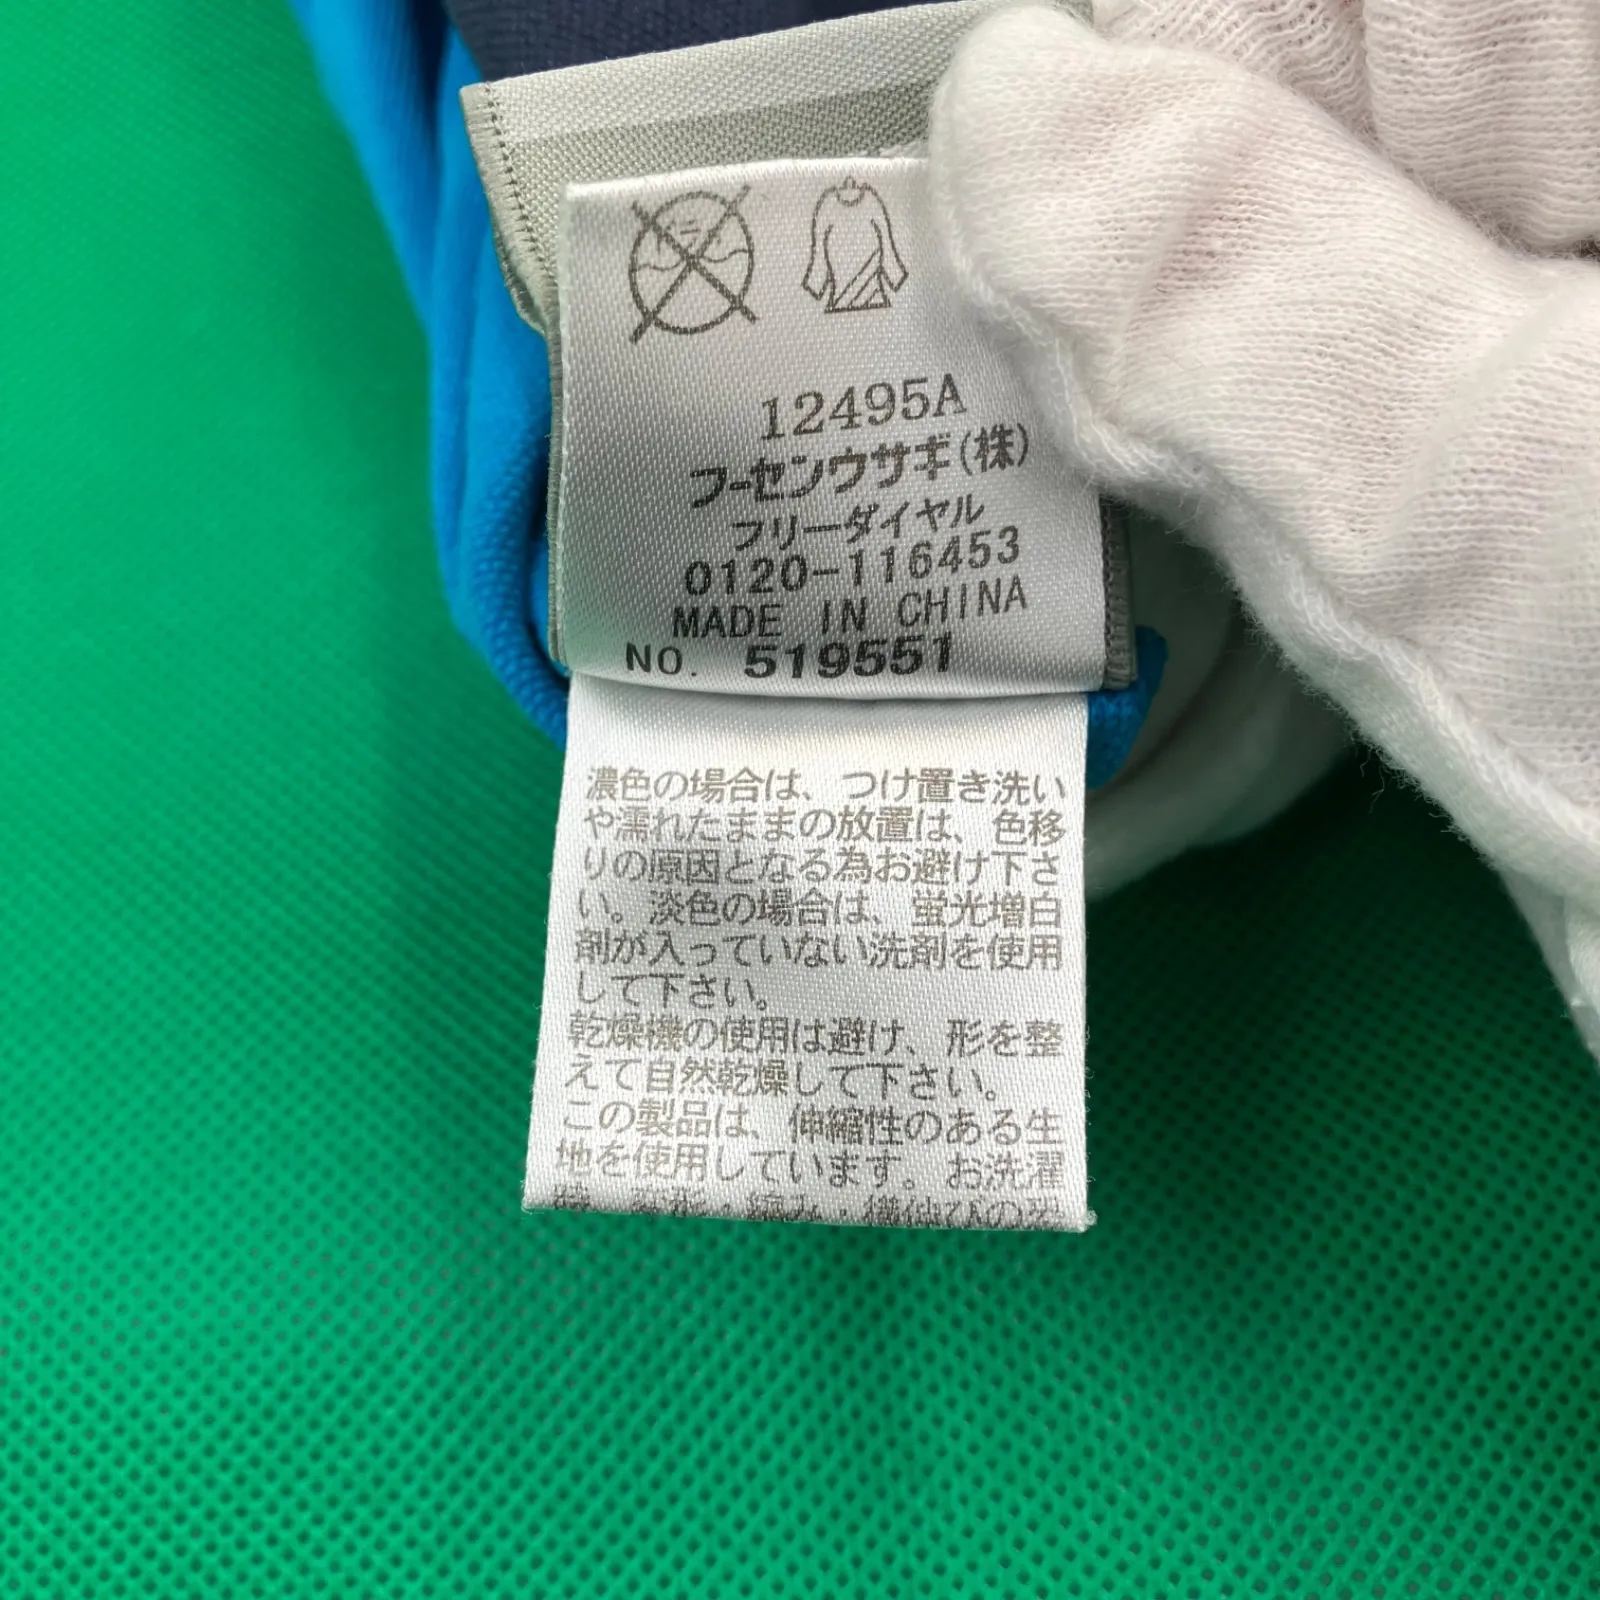 ドライ
12495A
フーセンウサギ(株)
フリーダイヤル
0120-116453
MADE IN CHINA
NO. 519551
濃色の場合は、つけ置き洗い
や濡れたままの放置は、色移
りの原因となる為お避け下さ
い。淡色の場合は、蛍光増白
剤が入っていない洗剤を使用
して下さい。
乾燥機の使用は避け、形を整
えて自然乾燥して下さい。
この製品は、伸縮性のある生
地を使用しています。お洗濯